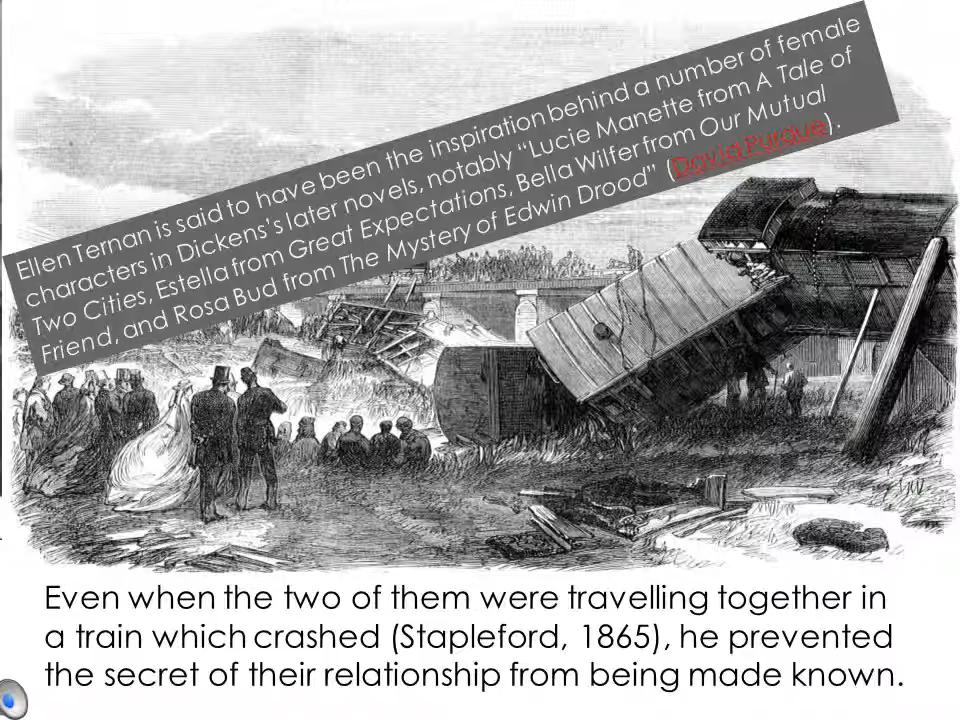 Ellen Ternan is said to have been the inspiration behind a number of female
characters in Dickens's later novels, notably “Lucie Manette from A Tale of
Two Cities, Estella from Great Expectations, Bella Wilfer from Our Mutual
Friend, and Rosa Bud from The Mystery of Edwin Drood” (David Purdue).
Even when the two of them were travelling together in
a train which crashed (Stapleford, 1865), he prevented
the secret of their relationship from being made known.